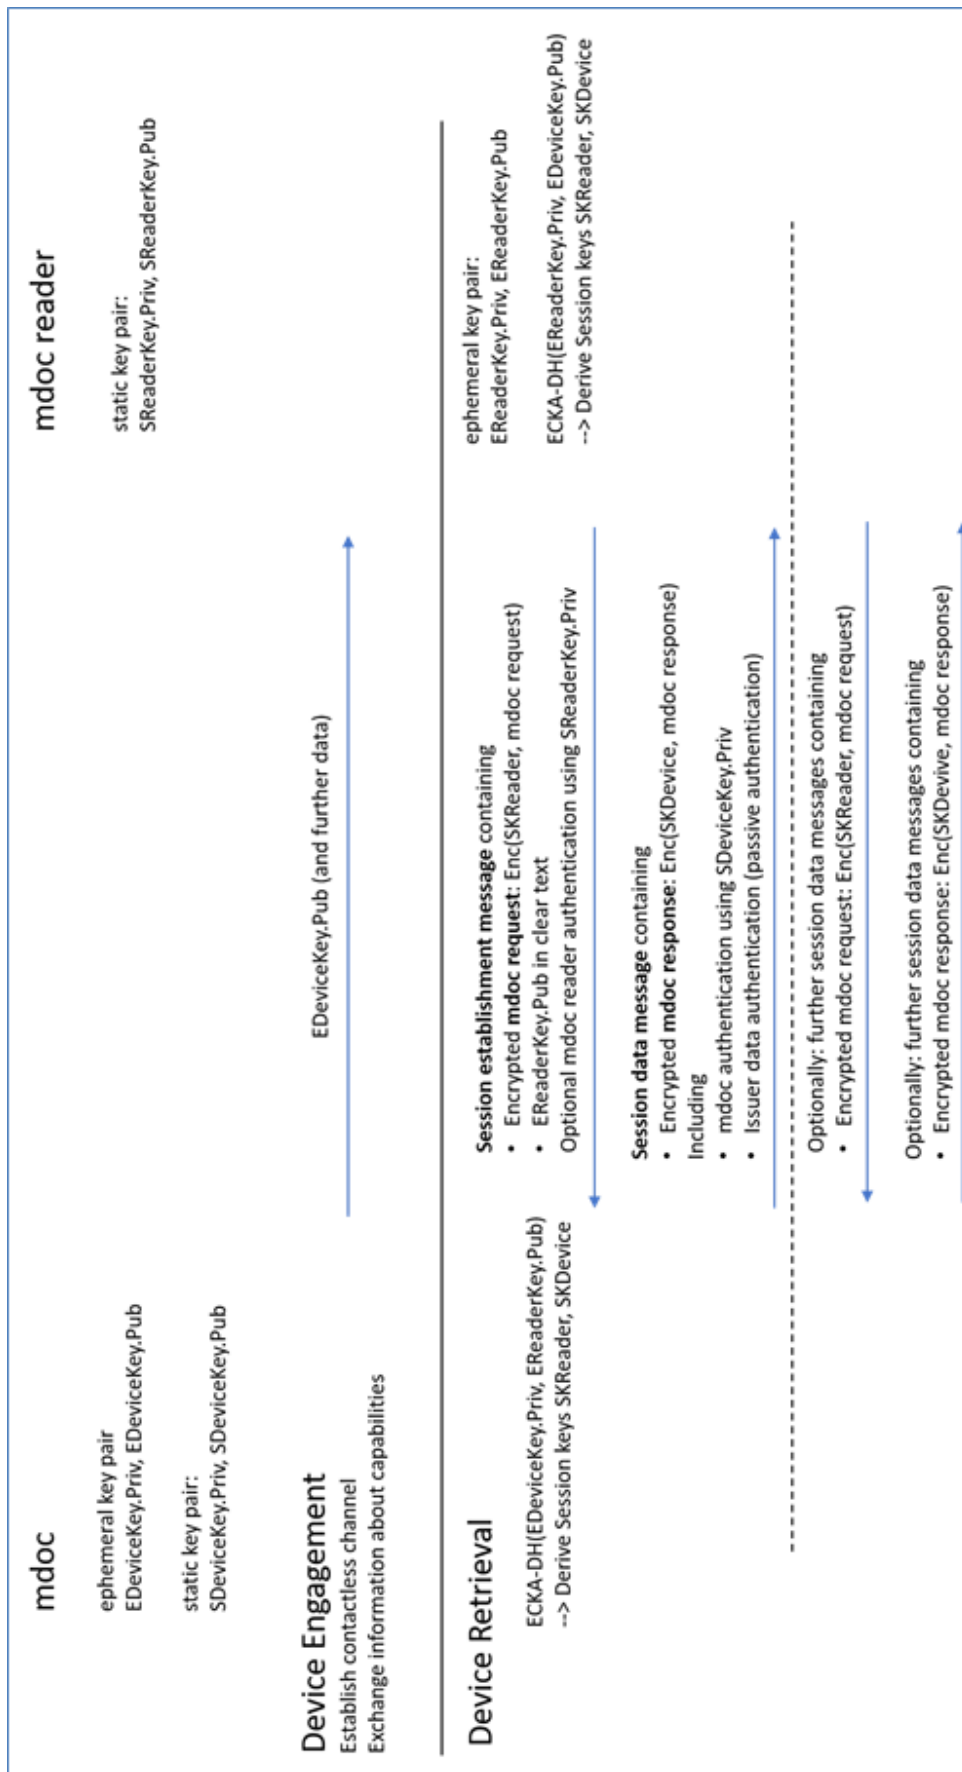 mdoc
mdoc reader
ephemeral key pair
EDeviceKey.Priv, EDeviceKey.Pub
static key pair:
SDeviceKey.Priv, SDeviceKey.Pub
static key pair:
SReaderKey.Priv, SReaderKey.Pub
Device Engagement
Establish contactless channel
Exchange information about capabilities
EDeviceKey.Pub (and further data)
Device Retrieval
ephemeral key pair:
EReaderKey.Priv, EReaderKey.Pub
ECKA-DH(EReaderKey.Priv, EDeviceKey.Pub)
--> Derive Session keys SKReader, SKDevice
Session establishment message containing
• Encrypted mdoc request: Enc(SKReader, mdoc request)
• EReaderKey.Pub in clear text
Optional mdoc reader authentication using SReaderKey.Priv
ECKA-DH(EDeviceKey.Priv, EReaderKey.Pub)
--> Derive Session keys SKReader, SKDevice
Session data message containing
• Encrypted mdoc response: Enc(SKDevice, mdoc response)
Including
• mdoc authentication using SDeviceKey.Priv
• Issuer data authentication (passive authentication)
Optionally: further session data messages containing
• Encrypted mdoc request: Enc(SKReader, mdoc request)
Optionally: further session data messages containing
• Encrypted mdoc response: Enc(SKDevive, mdoc response)